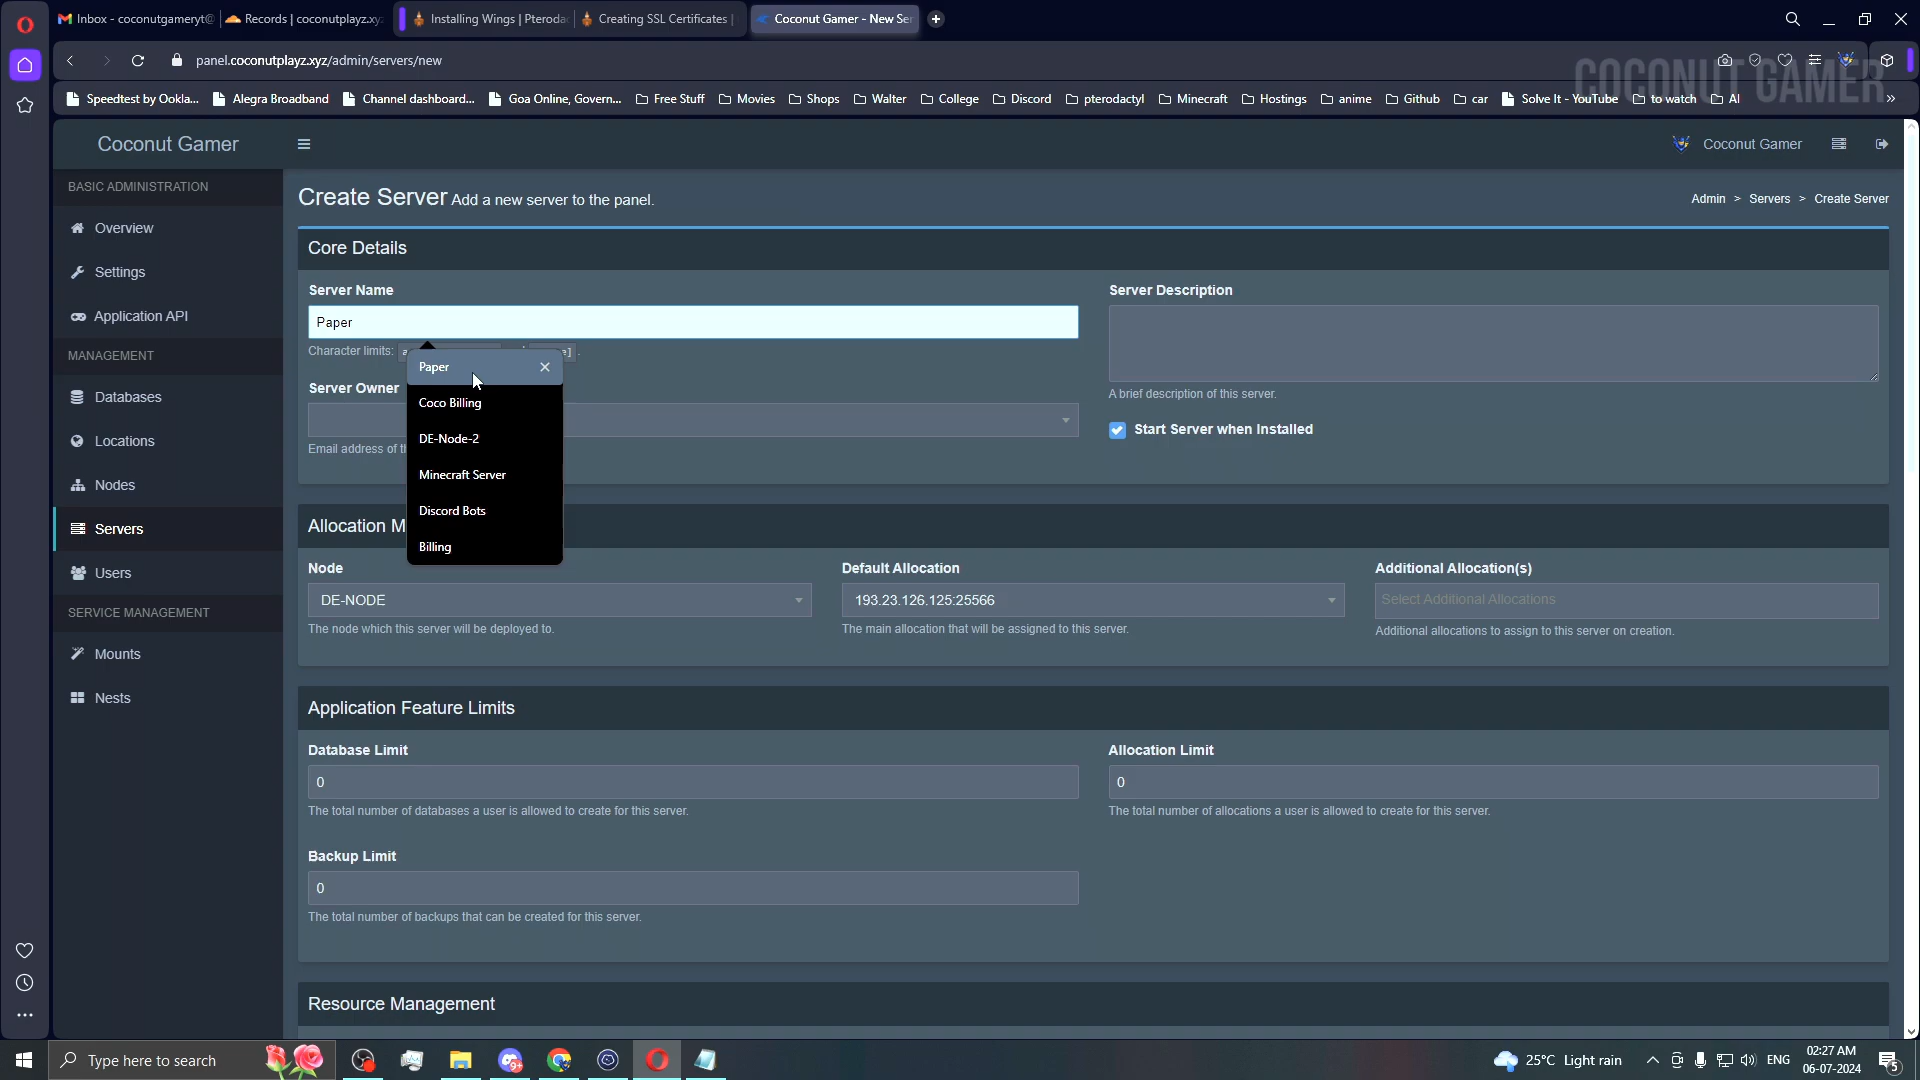 Inbox - coconutgameryt@
Records | coconutplayz.xyz
Installing Wings | Pteroda
Creating SSL Certificates |
Coconut Gamer - New Ser
panel.coconutplayz.xyz/admin/servers/new
COCONUT GAMER
Speedtest by Ookla...
Alegra Broadband
Channel dashboard...
Goa Online, Govern...
Free Stuff
Movies
Shops
Walter
College
Discord
pterodactyl
Minecraft
Hostings
anime
Github
car
Solve It - YouTube
to watch
AI
Coconut Gamer
Coconut Gamer
BASIC ADMINISTRATION
Overview
Settings
Application API
MANAGEMENT
Databases
Locations
Nodes
Servers
Users
SERVICE MANAGEMENT
Mounts
Nests
Create Server Add a new server to the panel.
Admin > Servers > Create Server
Core Details
Server Name
Paper
Character limits:
Paper
Coco Billing
DE-Node-2
Minecraft Server
Discord Bots
Billing
Server Owner
Email address of
Server Description
A brief description of this server.
Start Server when Installed
Allocation M
Node
DE-NODE
The node which this server will be deployed to.
Default Allocation
193.23.126.125:25566
The main allocation that will be assigned to this server.
Additional Allocation(s)
Select Additional Allocations
Additional allocations to assign to this server on creation.
Application Feature Limits
Database Limit
0
The total number of databases a user is allowed to create for this server.
Allocation Limit
0
The total number of allocations a user is allowed to create for this server.
Backup Limit
0
The total number of backups that can be created for this server.
Resource Management
Type here to search
9+
25°C Light rain
ENG
02:27 AM
06-07-2024
5